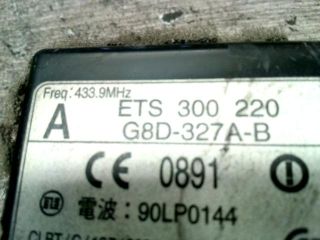 Freq: 433.9MHz
A ETS 300 220
G8D-327A-B
CE 0891
電波: 90LP0144